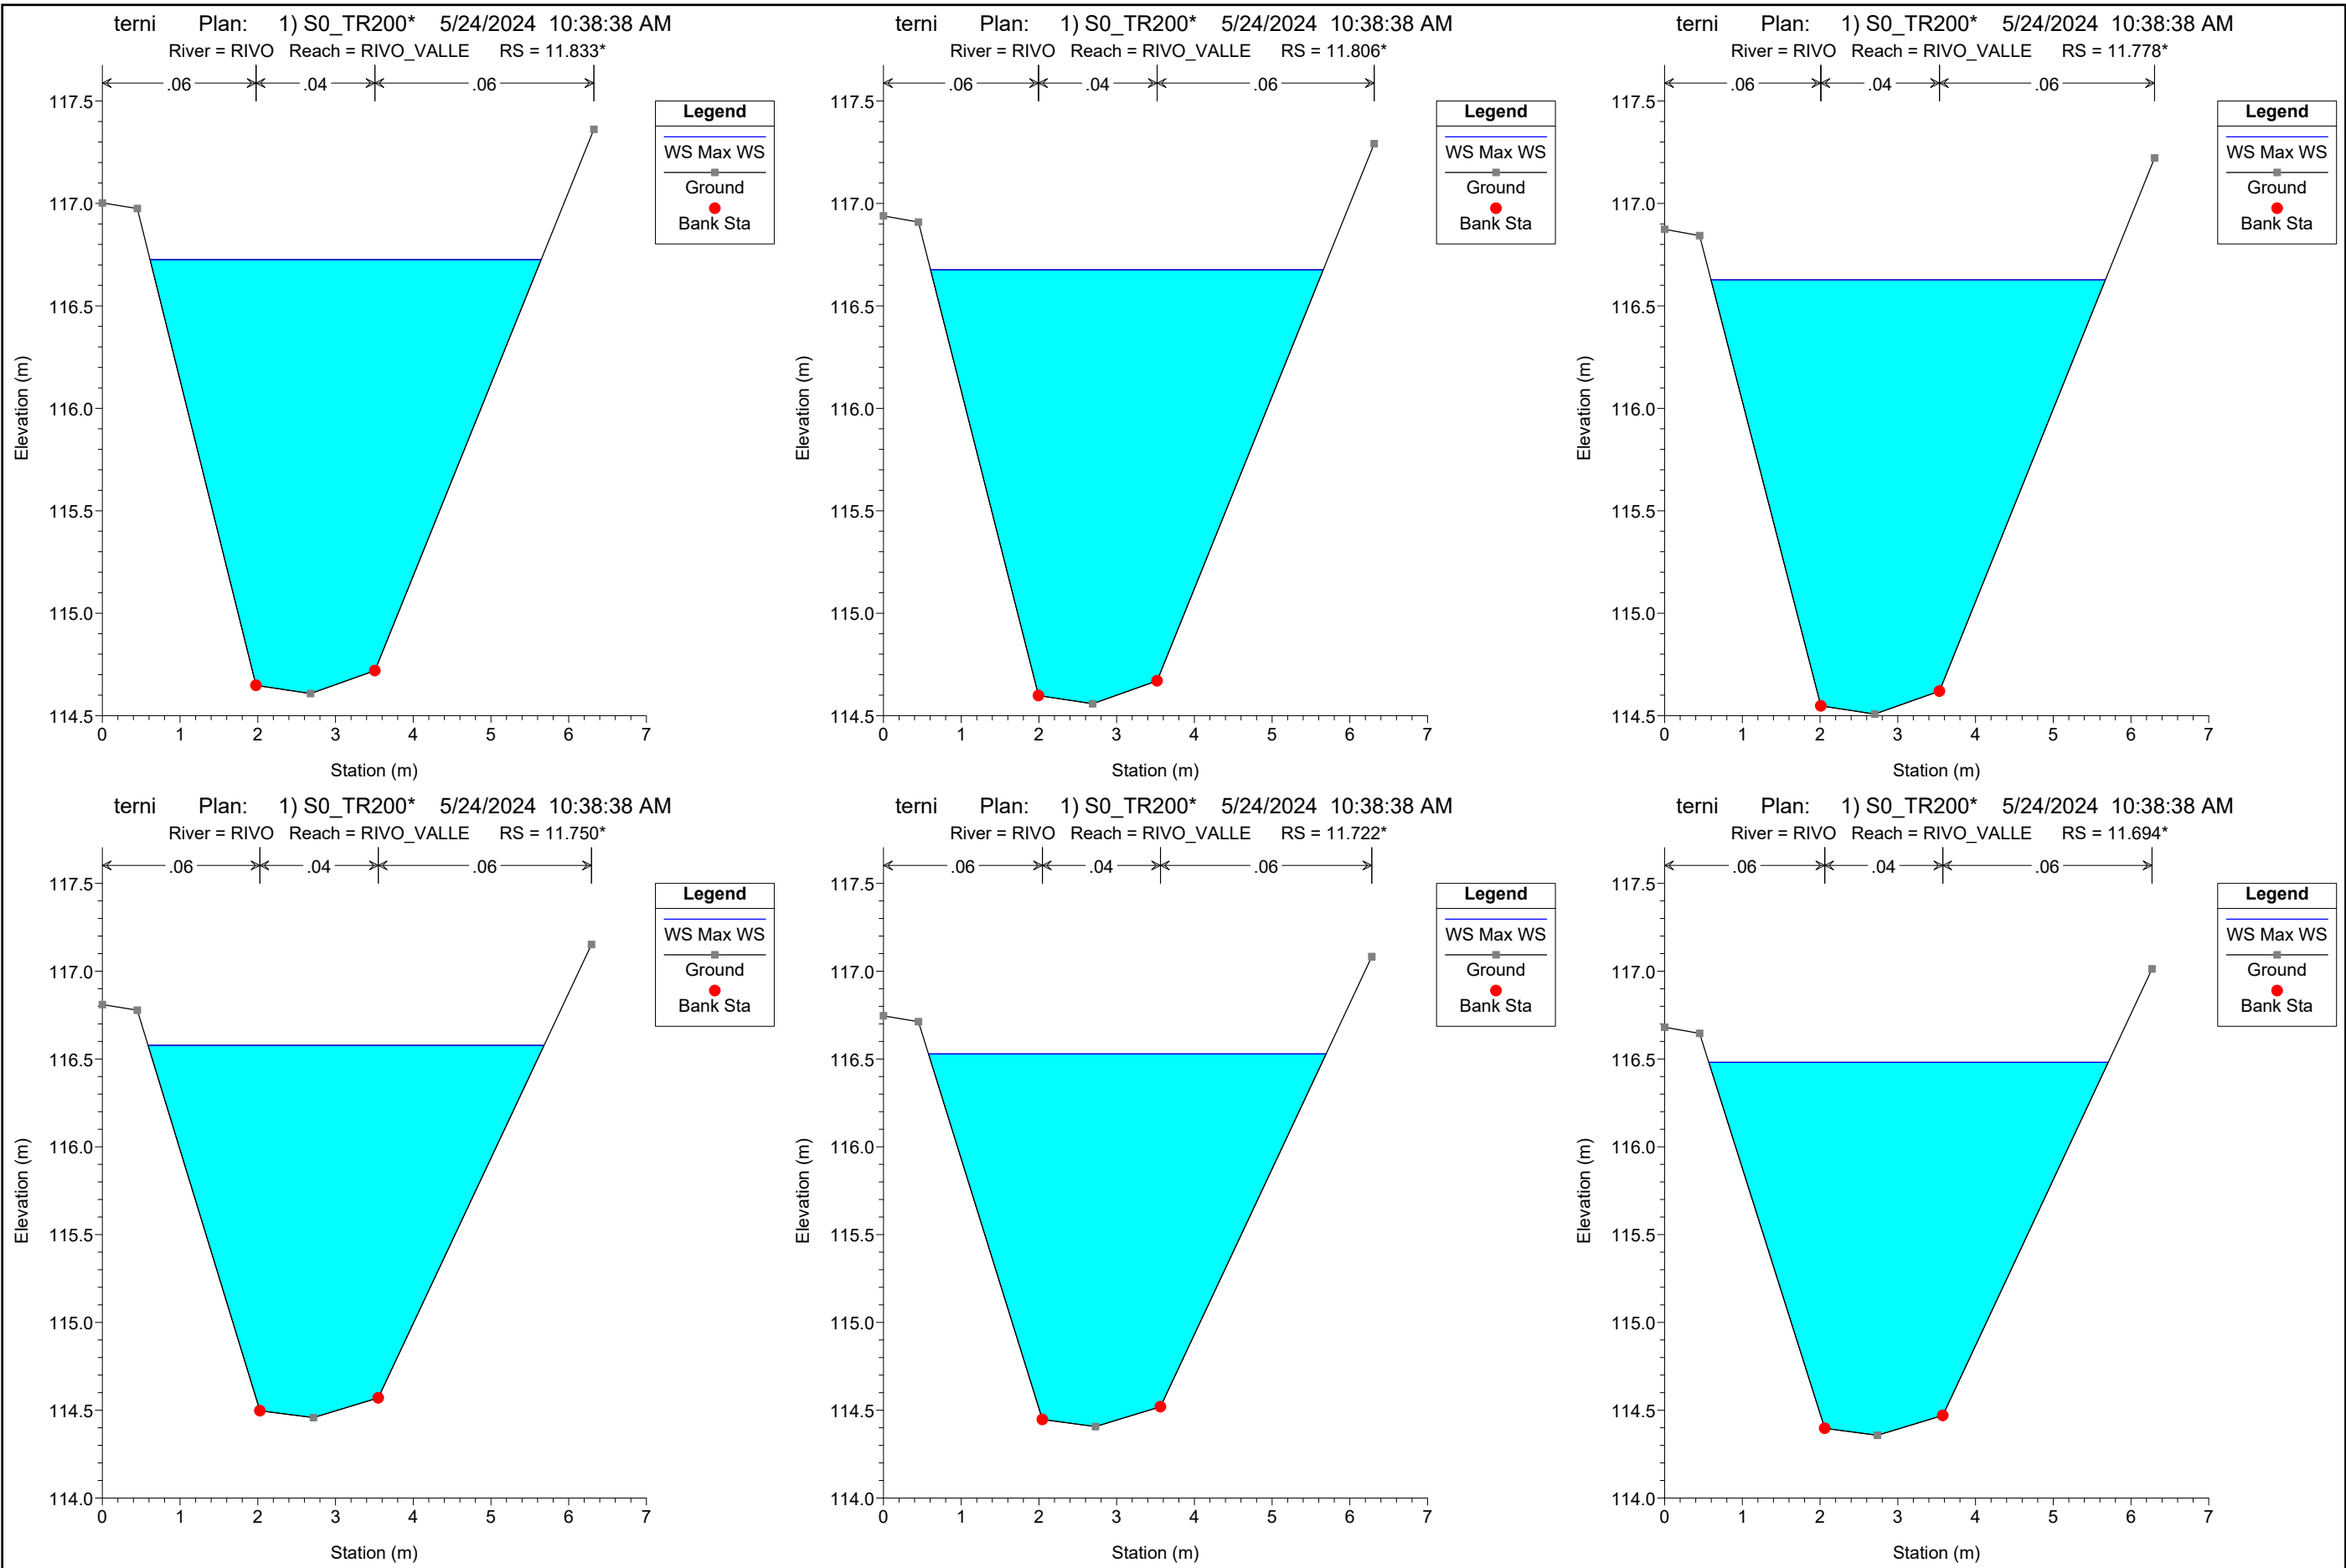 terni Plan: 1) S0_TR200* 5/24/2024 10:38:38 AM
River = RIVO Reach = RIVO_VALLE RS = 11.833*
.06 .04 .06
117.5
117.0
116.5
116.0
115.5
115.0
114.5
0 1 2 3 4 5 6 7
Station (m)
Elevation (m)
Legend
WS Max WS
Ground
Bank Sta
terni Plan: 1) S0_TR200* 5/24/2024 10:38:38 AM
River = RIVO Reach = RIVO_VALLE RS = 11.806*
.06 .04 .06
117.5
117.0
116.5
116.0
115.5
115.0
114.5
0 1 2 3 4 5 6 7
Station (m)
Elevation (m)
Legend
WS Max WS
Ground
Bank Sta
terni Plan: 1) S0_TR200* 5/24/2024 10:38:38 AM
River = RIVO Reach = RIVO_VALLE RS = 11.778*
.06 .04 .06
117.5
117.0
116.5
116.0
115.5
115.0
114.5
0 1 2 3 4 5 6 7
Station (m)
Elevation (m)
Legend
WS Max WS
Ground
Bank Sta
terni Plan: 1) S0_TR200* 5/24/2024 10:38:38 AM
River = RIVO Reach = RIVO_VALLE RS = 11.750*
.06 .04 .06
117.5
117.0
116.5
116.0
115.5
115.0
114.5
114.0
0 1 2 3 4 5 6 7
Station (m)
Elevation (m)
Legend
WS Max WS
Ground
Bank Sta
terni Plan: 1) S0_TR200* 5/24/2024 10:38:38 AM
River = RIVO Reach = RIVO_VALLE RS = 11.722*
.06 .04 .06
117.5
117.0
116.5
116.0
115.5
115.0
114.5
114.0
0 1 2 3 4 5 6 7
Station (m)
Elevation (m)
Legend
WS Max WS
Ground
Bank Sta
terni Plan: 1) S0_TR200* 5/24/2024 10:38:38 AM
River = RIVO Reach = RIVO_VALLE RS = 11.694*
.06 .04 .06
117.5
117.0
116.5
116.0
115.5
115.0
114.5
114.0
0 1 2 3 4 5 6 7
Station (m)
Elevation (m)
Legend
WS Max WS
Ground
Bank Sta